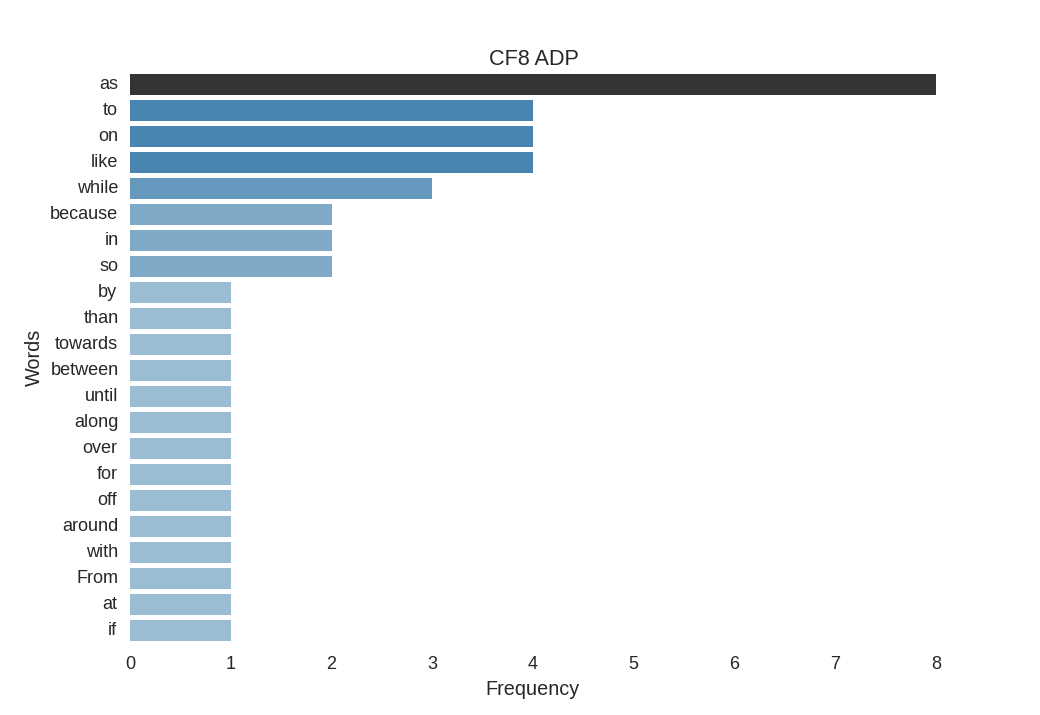 CF8 ADP
as
to
on
like
while
because
in
so
by
than
towards
between
until
along
over
for
off
around
with
From
at
if
Words
0 1 2 3 4 5 6 7 8
Frequency